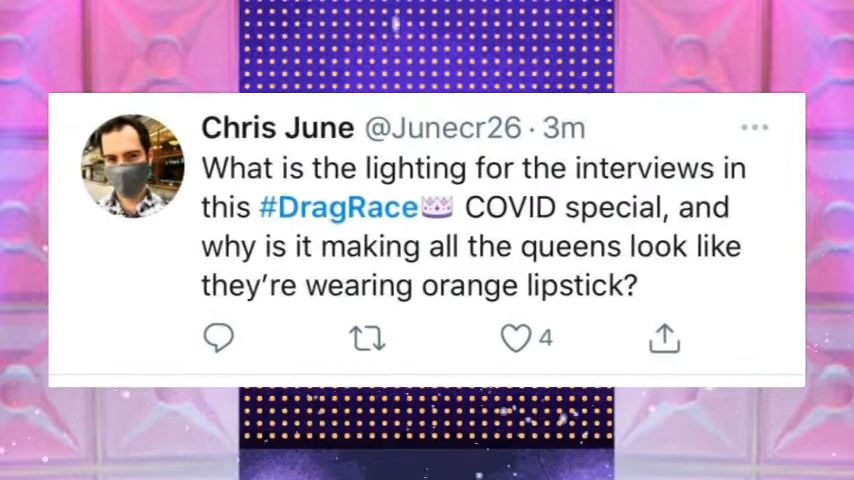 Chris June @Junecr26 · 3m
What is the lighting for the interviews in
this #DragRace👑 COVID special, and
why is it making all the queens look like
they're wearing orange lipstick?
4